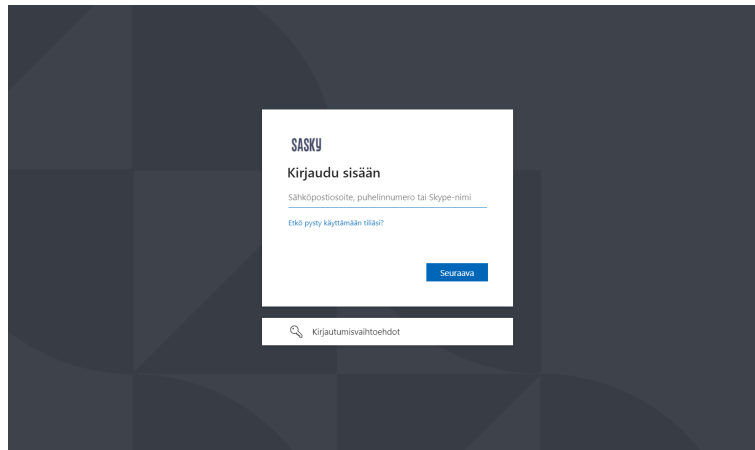 SASKY
Kirjaudu sisään
Sähköpostiosoite, puhelinnumero tai Skype-nimi
Etkö pysty käyttämään tiliäsi?
Seuraava
Kirjautumisvaihtoehdot